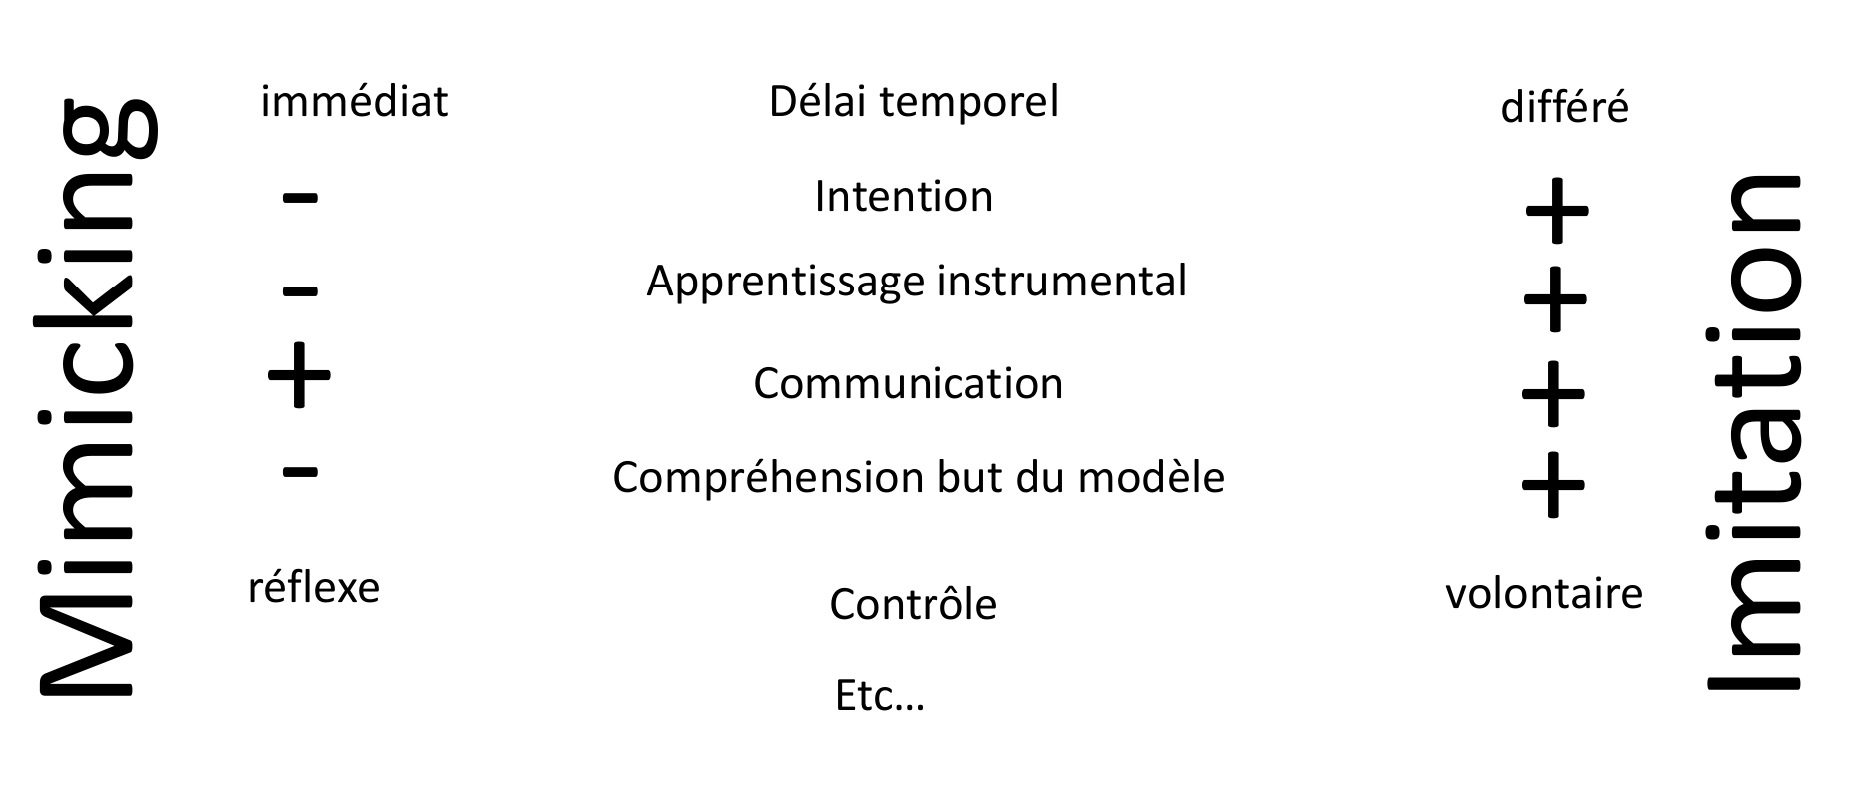 Mimicking
immédiat Délai temporel différé
- Intention +
- Apprentissage instrumental +
+ Communication +
- Compréhension but du modèle +
réflexe Contrôle volontaire
Etc...
Imitation